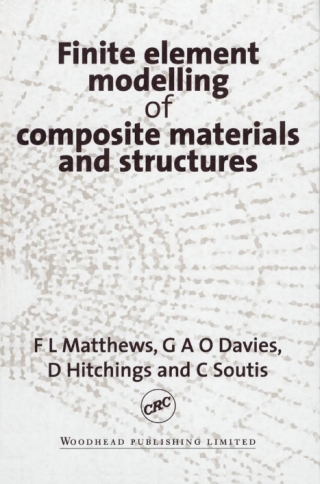 Finite element
modelling
of
composite materials
and structures
F L Matthews, G A O Davies,
D Hitchings and C Soutis
CRC
WOODHEAD PUBLISHING LIMITED